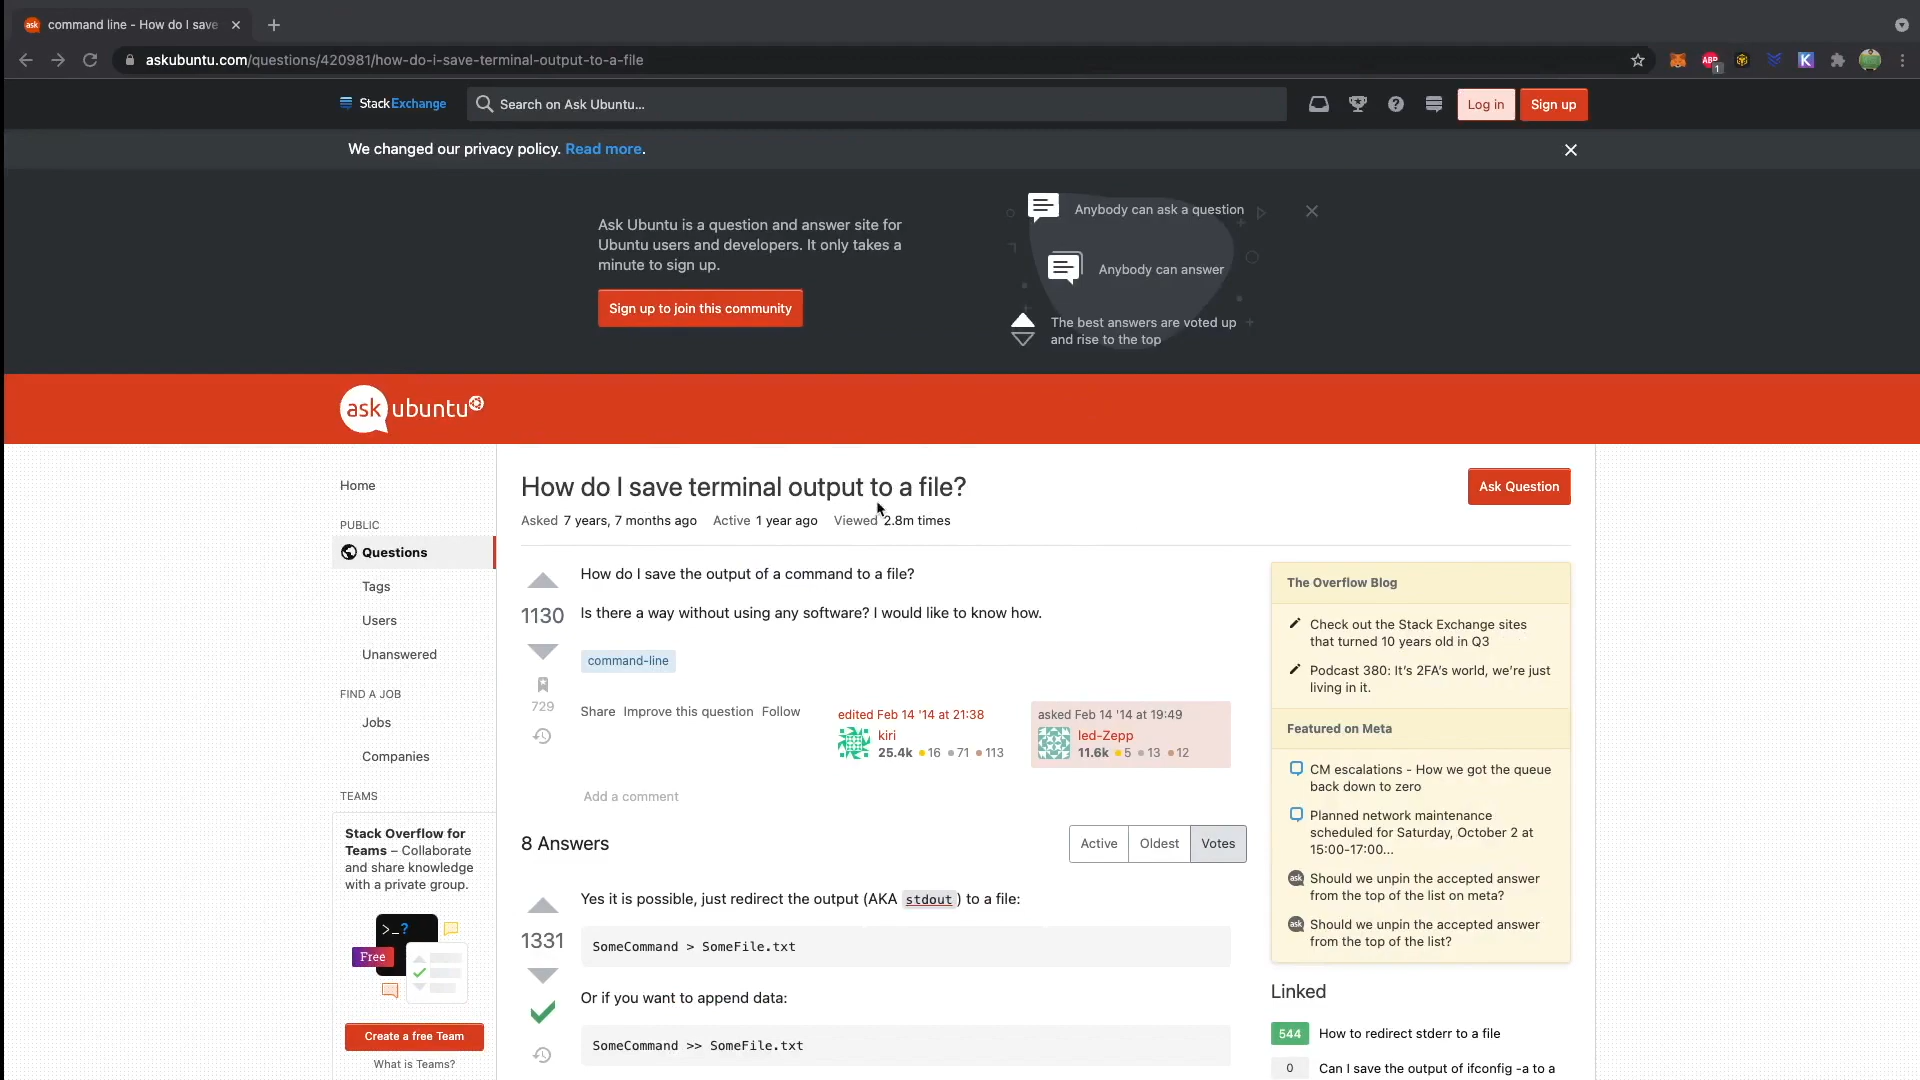 command line - How do I save
askubuntu.com/questions/420981/how-do-i-save-terminal-output-to-a-file
ABP
1
K
StackExchange
Search on Ask Ubuntu...
Log in
Sign up
We changed our privacy policy. Read more.
Ask Ubuntu is a question and answer site for
Ubuntu users and developers. It only takes a
minute to sign up.
Sign up to join this community
Anybody can ask a question
Anybody can answer
The best answers are voted up
and rise to the top
ask ubuntu
Home
PUBLIC
Questions
Tags
Users
Unanswered
FIND A JOB
Jobs
Companies
TEAMS
Stack Overflow for
Teams – Collaborate
and share knowledge
with a private group.
>_?
Free
Create a free Team
What is Teams?
How do I save terminal output to a file?
Ask Question
Asked 7 years, 7 months ago Active 1 year ago Viewed 2.8m times
1130
729
How do I save the output of a command to a file?
Is there a way without using any software? I would like to know how.
command-line
Share Improve this question Follow
edited Feb 14 '14 at 21:38
kiri
25.4k 16 71 113
asked Feb 14 '14 at 19:49
led-Zepp
11.6k 5 13 12
Add a comment
8 Answers
Active Oldest Votes
1331
Yes it is possible, just redirect the output (AKA stdout) to a file:
SomeCommand > SomeFile.txt
Or if you want to append data:
SomeCommand >> SomeFile.txt
The Overflow Blog
Check out the Stack Exchange sites
that turned 10 years old in Q3
Podcast 380: It's 2FA's world, we're just
living in it.
Featured on Meta
CM escalations - How we got the queue
back down to zero
Planned network maintenance
scheduled for Saturday, October 2 at
15:00-17:00...
ask
Should we unpin the accepted answer
from the top of the list on meta?
ask
Should we unpin the accepted answer
from the top of the list?
Linked
544 How to redirect stderr to a file
0 Can I save the output of ifconfig -a to a